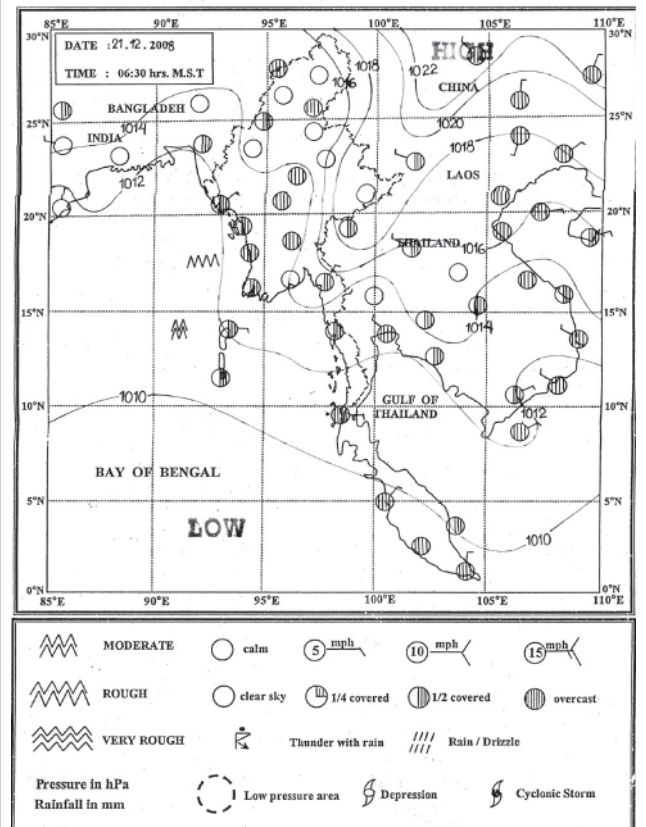 85°E 90°E 95°E 100°E 105°E 110°E
30°N 30°N
DATE : 21.12.2008
TIME : 06:30 hrs. M.S.T
HIGH
1018
1016
1022
CHINA
BANGLADEH
1020
25°N 25°N
1014
INDIA
1018
LAOS
1012
20°N 20°N
THAILAND
1016
15°N 15°N
1014
1010
10°N 10°N
GULF OF
THAILAND
1012
BAY OF BENGAL
5°N 5°N
LOW
1010
0°N 0°N
85°E 90°E 95°E 100°E 105°E 110°E
MODERATE calm 5 mph 10 mph 15 mph
ROUGH clear sky 1/4 covered 1/2 covered overcast
VERY ROUGH Thunder with rain Rain / Drizzle
Pressure in hPa
Rainfall in mm
Low pressure area Depression Cyclonic Storm